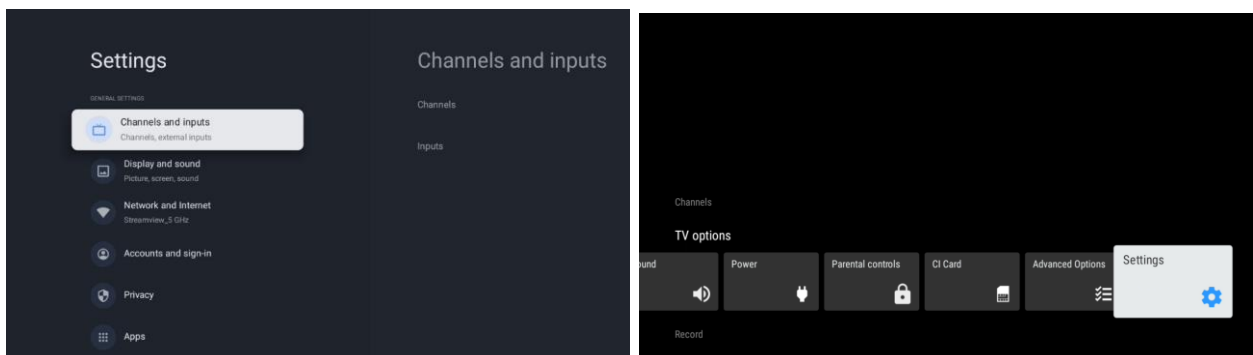 Settings
GENERAL SETTINGS
Channels and inputs
Channels, external inputs
Display and sound
Picture, screen, sound
Network and Internet
Streamview_5 GHz
Accounts and sign-in
Privacy
Apps
Channels and inputs
Channels
Inputs
Channels
TV options
ound
Power
Parental controls
CI Card
Advanced Options
Settings
Record